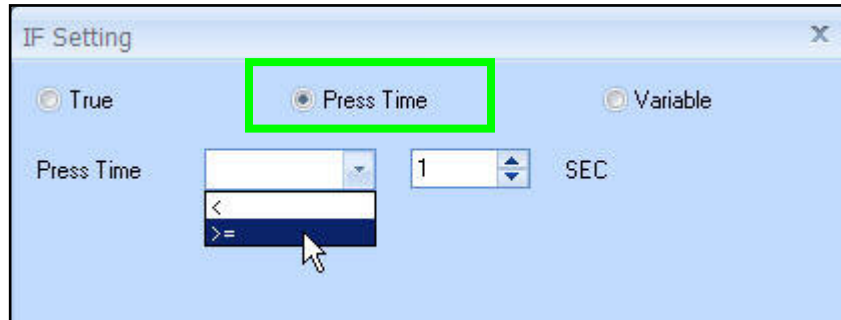 IF Setting
True Press Time Variable
Press Time 1 SEC
<
>=